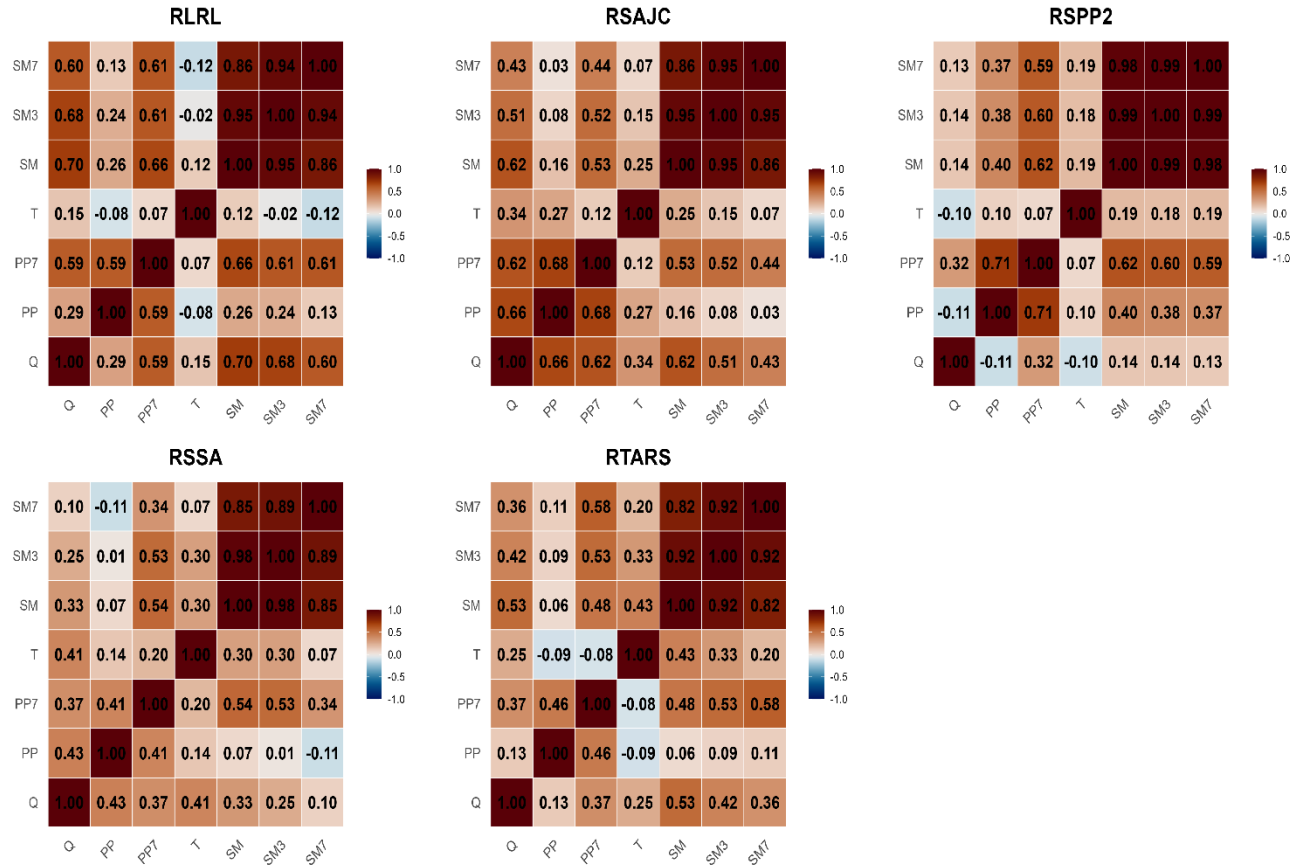 RLRL
SM7 0.60 0.13 0.61 -0.12 0.86 0.94 1.00
SM3 0.68 0.24 0.61 -0.02 0.95 1.00 0.94
SM 0.70 0.26 0.66 0.12 1.00 0.95 0.86
T 0.15 -0.08 0.07 1.00 0.12 -0.02 -0.12
PP7 0.59 0.59 1.00 0.07 0.66 0.61 0.61
PP 0.29 1.00 0.59 -0.08 0.26 0.24 0.13
Q 1.00 0.29 0.59 0.15 0.70 0.68 0.60
Q PP PP7 T SM SM3 SM7
1.0
0.5
0.0
-0.5
-1.0
RSAJC
SM7 0.43 0.03 0.44 0.07 0.86 0.95 1.00
SM3 0.51 0.08 0.52 0.15 0.95 1.00 0.95
SM 0.62 0.16 0.53 0.25 1.00 0.95 0.86
T 0.34 0.27 0.12 1.00 0.25 0.15 0.07
PP7 0.62 0.68 1.00 0.12 0.53 0.52 0.44
PP 0.66 1.00 0.68 0.27 0.16 0.08 0.03
Q 1.00 0.66 0.62 0.34 0.62 0.51 0.43
Q PP PP7 T SM SM3 SM7
1.0
0.5
0.0
-0.5
-1.0
RSPP2
SM7 0.13 0.37 0.59 0.19 0.98 0.99 1.00
SM3 0.14 0.38 0.60 0.18 0.99 1.00 0.99
SM 0.14 0.40 0.62 0.19 1.00 0.99 0.98
T -0.10 0.10 0.07 1.00 0.19 0.18 0.19
PP7 0.32 0.71 1.00 0.07 0.62 0.60 0.59
PP -0.11 1.00 0.71 0.10 0.40 0.38 0.37
Q 1.00 -0.11 0.32 -0.10 0.14 0.14 0.13
Q PP PP7 T SM SM3 SM7
1.0
0.5
0.0
-0.5
-1.0
RSSA
SM7 0.10 -0.11 0.34 0.07 0.85 0.89 1.00
SM3 0.25 0.01 0.53 0.30 0.98 1.00 0.89
SM 0.33 0.07 0.54 0.30 1.00 0.98 0.85
T 0.41 0.14 0.20 1.00 0.30 0.30 0.07
PP7 0.37 0.41 1.00 0.20 0.54 0.53 0.34
PP 0.43 1.00 0.41 0.14 0.07 0.01 -0.11
Q 1.00 0.43 0.37 0.41 0.33 0.25 0.10
Q PP PP7 T SM SM3 SM7
1.0
0.5
0.0
-0.5
-1.0
RTARS
SM7 0.36 0.11 0.58 0.20 0.82 0.92 1.00
SM3 0.42 0.09 0.53 0.33 0.92 1.00 0.92
SM 0.53 0.06 0.48 0.43 1.00 0.92 0.82
T 0.25 -0.09 -0.08 1.00 0.43 0.33 0.20
PP7 0.37 0.46 1.00 -0.08 0.48 0.53 0.58
PP 0.13 1.00 0.46 -0.09 0.06 0.09 0.11
Q 1.00 0.13 0.37 0.25 0.53 0.42 0.36
Q PP PP7 T SM SM3 SM7
1.0
0.5
0.0
-0.5
-1.0